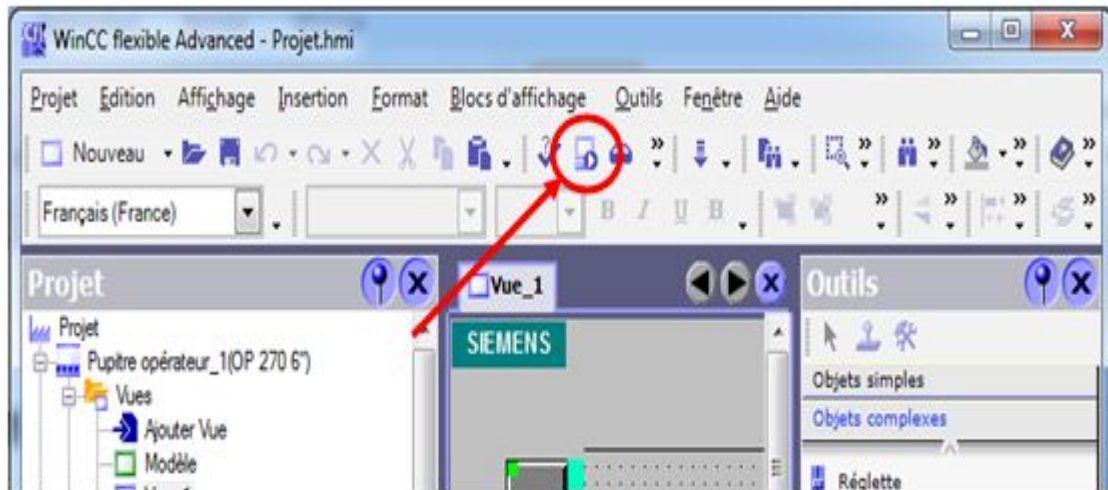 WinCC flexible Advanced - Projet.hmi
Projet Edition Affichage Insertion Format Blocs d'affichage Outils Fenêtre Aide
Nouveau
Français (France) B I U B
Projet
Vue_1
Outils
Projet
SIEMENS
Pupitre opérateur_1(OP 270 6")
Vues
Objets simples
Ajouter Vue
Objets complexes
Modèle
Réglette